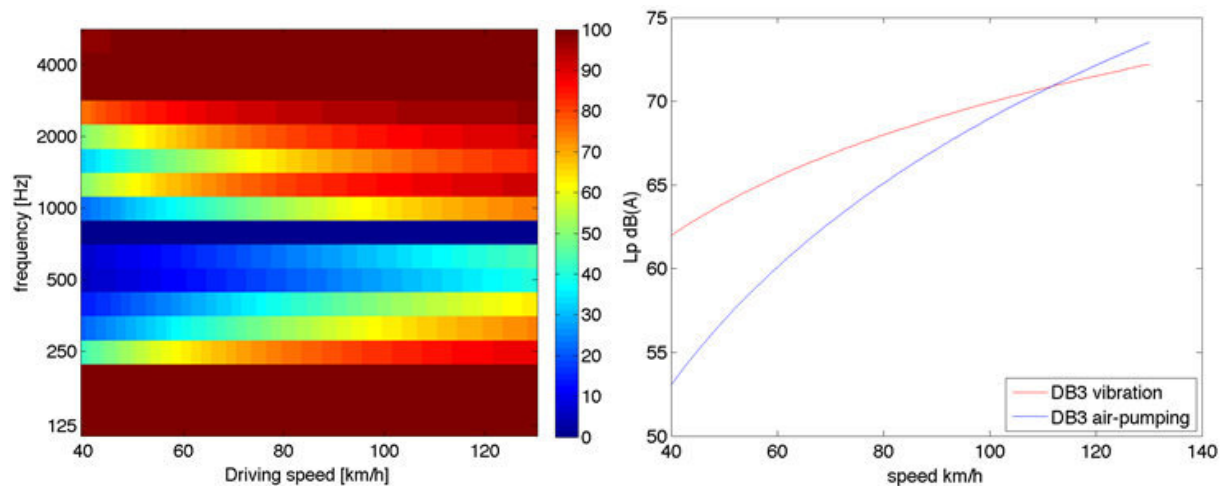 frequency [Hz]
4000
2000
1000
500
250
125
40 60 80 100 120
Driving speed [km/h]
100
90
80
70
60
50
40
30
20
10
0
Lp dB(A)
75
70
65
60
55
50
40 60 80 100 120 140
speed km/h
DB3 vibration
DB3 air-pumping